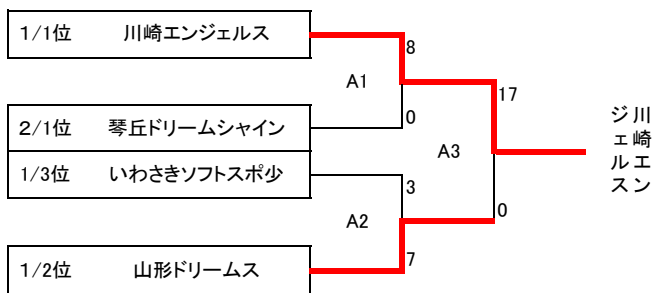 1/1位 川崎エンジェルス
8
A1
17
0
2/1位 琴丘ドリームシャイン
A3
川崎エン
ジェルス
1/3位 いわさきソフトスポ少
3
0
A2
7
1/2位 山形ドリームス